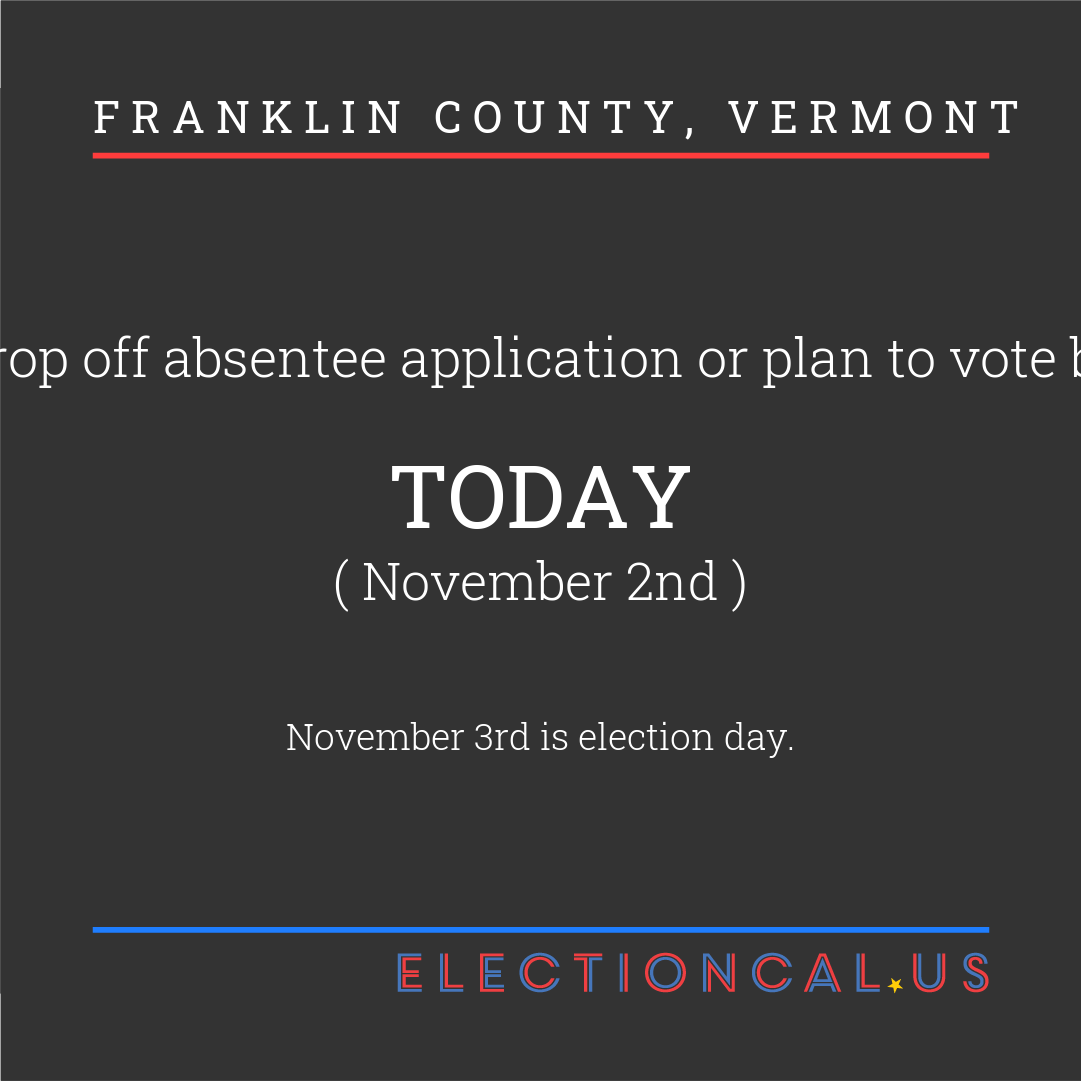 FRANKLIN COUNTY, VERMONT
rop off absentee application or plan to vote b
TODAY
( November 2nd )
November 3rd is election day.
ELECTIONCAL.US